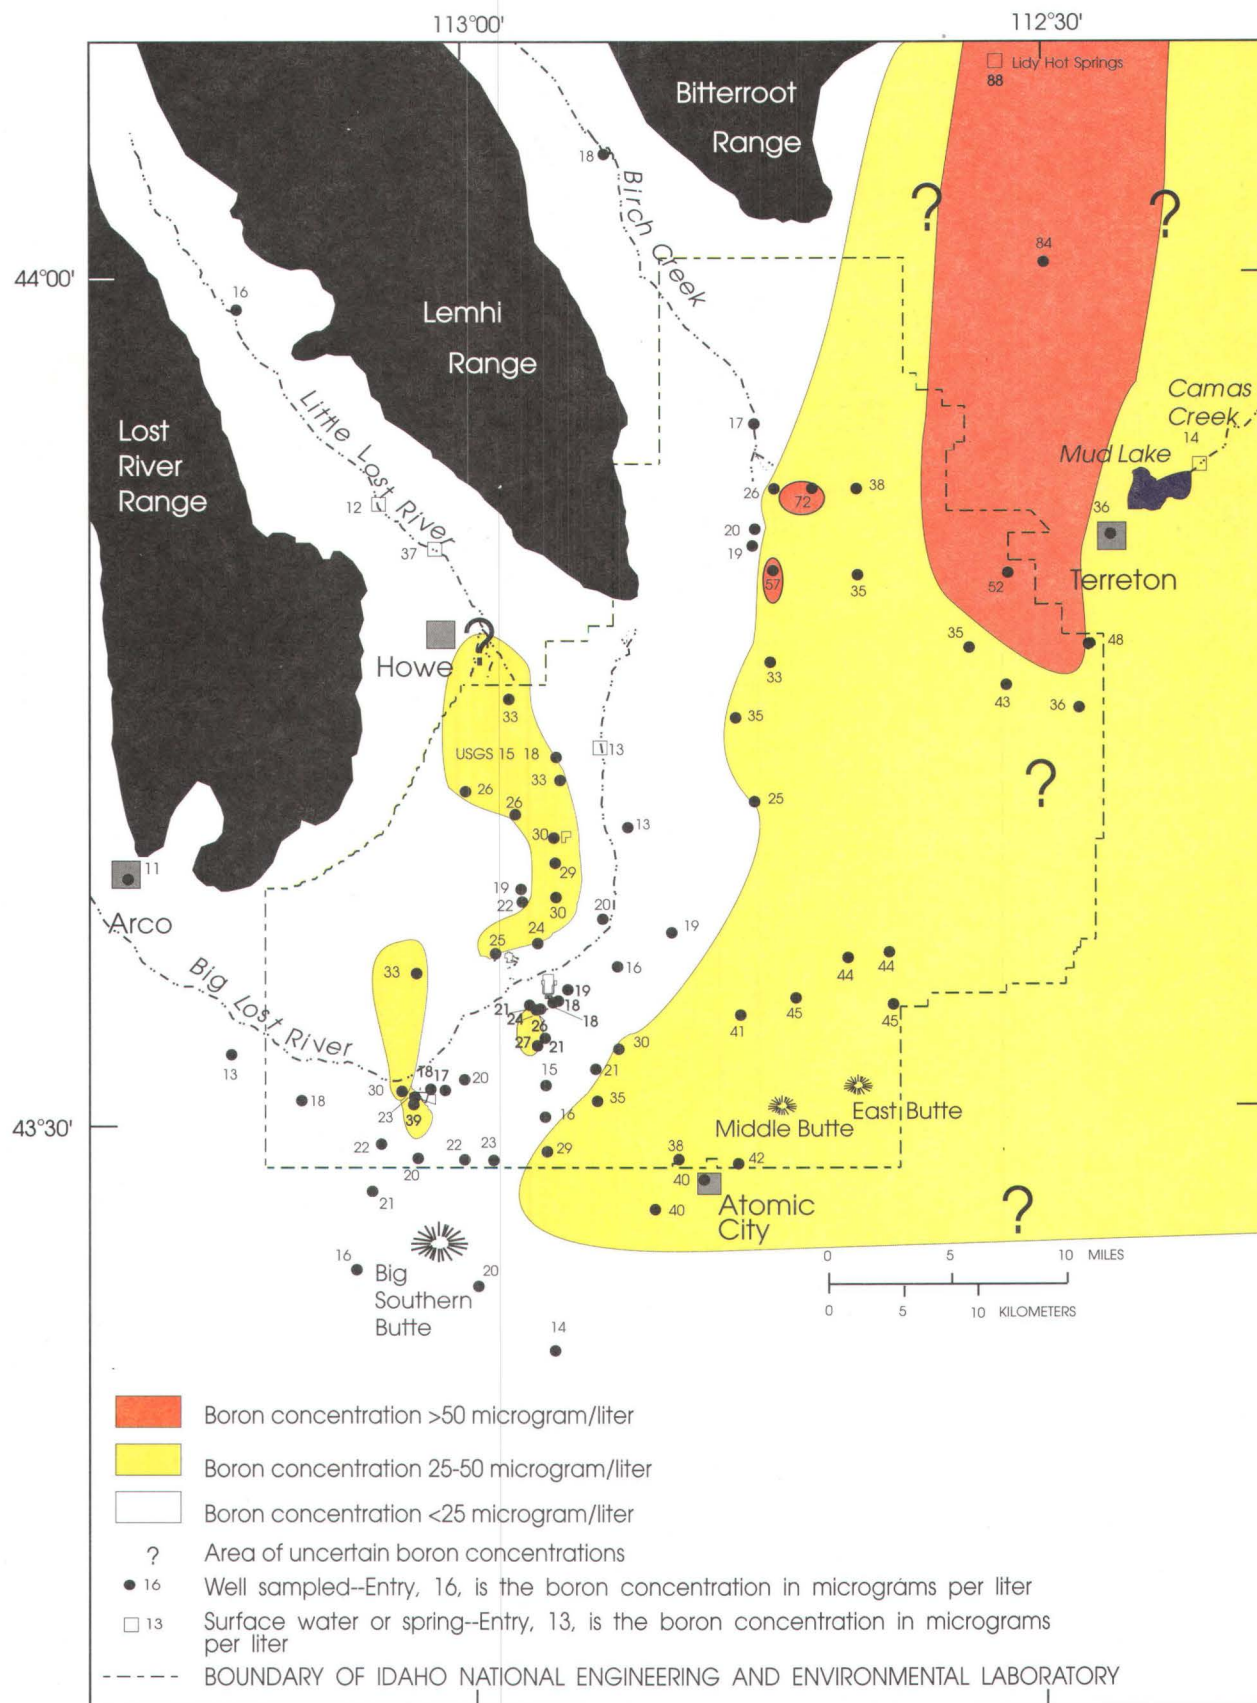 113°00'
112°30'
Lidy Hot Springs
88
Bitterroot
Range
18
Birch Creek
?
?
84
44°00'
16
Lemhi
Range
Little Lost River
Lost
River
Range
17
Camas
Creek
14
Mud Lake
26
72
38
36
12
20
19
37
57
35
52
Terreton
?
Howe
35
48
33
43
36
33
35
USGS 15
18
13
33
?
26
26
25
30
13
11
29
19
22
30
20
Arco
24
19
25
16
44
44
33
Big Lost River
19
21
18
24
18
26
45
45
41
27
21
30
13
18
17
20
15
21
30
18
23
39
35
East Butte
16
Middle Butte
43°30'
22
22
23
29
38
42
20
40
21
Atomic
City
40
?
16
20
Big
Southern
Butte
0 5 10 MILES
0 5 10 KILOMETERS
14
Boron concentration >50 microgram/liter
Boron concentration 25-50 microgram/liter
Boron concentration <25 microgram/liter
? Area of uncertain boron concentrations
16 Well sampled--Entry, 16, is the boron concentration in micrograms per liter
13 Surface water or spring--Entry, 13, is the boron concentration in micrograms
per liter
BOUNDARY OF IDAHO NATIONAL ENGINEERING AND ENVIRONMENTAL LABORATORY